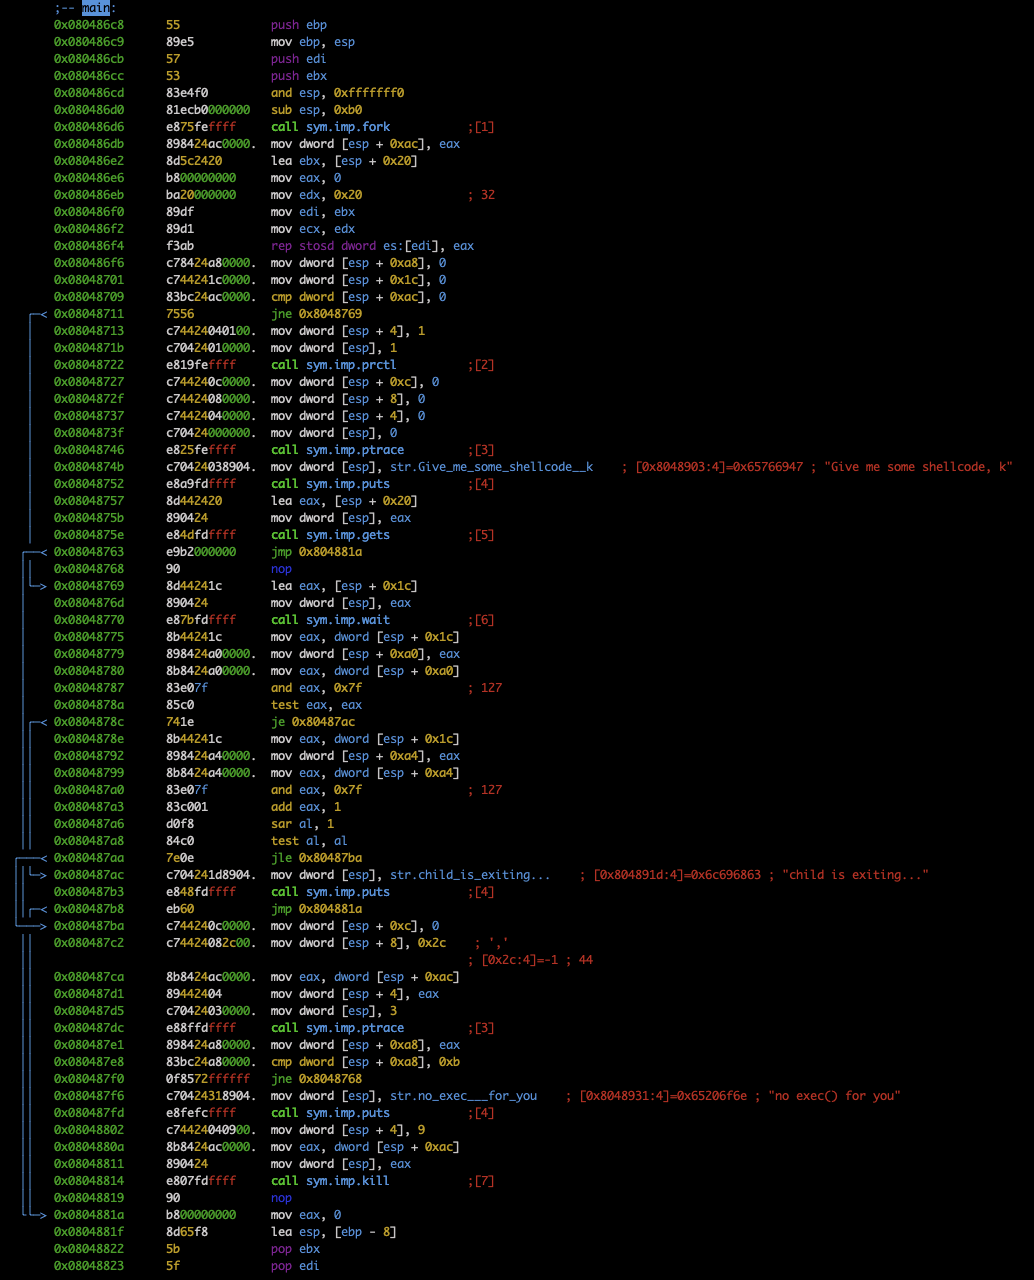 ;-- main:
0x080486c8 55 push ebp
0x080486c9 89e5 mov ebp, esp
0x080486cb 57 push edi
0x080486cc 53 push ebx
0x080486cd 83e4f0 and esp, 0xfffffff0
0x080486d0 81ecb0000000 sub esp, 0xb0
0x080486d6 e875feffff call sym.imp.fork ;[1]
0x080486db 898424ac0000. mov dword [esp + 0xac], eax
0x080486e2 8d5c2420 lea ebx, [esp + 0x20]
0x080486e6 b800000000 mov eax, 0
0x080486eb ba20000000 mov edx, 0x20 ; 32
0x080486f0 89df mov edi, ebx
0x080486f2 89d1 mov ecx, edx
0x080486f4 f3ab rep stosd dword es:[edi], eax
0x080486f6 c78424a80000. mov dword [esp + 0xa8], 0
0x08048701 c744241c0000. mov dword [esp + 0x1c], 0
0x08048709 83bc24ac0000. cmp dword [esp + 0xac], 0
0x08048711 7556 jne 0x8048769
0x08048713 c74424040100. mov dword [esp + 4], 1
0x0804871b c70424010000. mov dword [esp], 1
0x08048722 e819feffff call sym.imp.prctl ;[2]
0x08048727 c744240c0000. mov dword [esp + 0xc], 0
0x0804872f c74424080000. mov dword [esp + 8], 0
0x08048737 c74424040000. mov dword [esp + 4], 0
0x0804873f c70424000000. mov dword [esp], 0
0x08048746 e825feffff call sym.imp.ptrace ;[3]
0x0804874b c70424038904. mov dword [esp], str.Give_me_some_shellcode__k ; [0x8048903:4]=0x65766947 ; "Give me some shellcode, k"
0x08048752 e8a9fdffff call sym.imp.puts ;[4]
0x08048757 8d442420 lea eax, [esp + 0x20]
0x0804875b 890424 mov dword [esp], eax
0x0804875e e84dfdffff call sym.imp.gets ;[5]
0x08048763 e9b2000000 jmp 0x804881a
0x08048768 90 nop
0x08048769 8d44241c lea eax, [esp + 0x1c]
0x0804876d 890424 mov dword [esp], eax
0x08048770 e87bfdffff call sym.imp.wait ;[6]
0x08048775 8b44241c mov eax, dword [esp + 0x1c]
0x08048779 898424a00000. mov dword [esp + 0xa0], eax
0x08048780 8b8424a00000. mov eax, dword [esp + 0xa0]
0x08048787 83e07f and eax, 0x7f ; 127
0x0804878a 85c0 test eax, eax
0x0804878c 741e je 0x80487ac
0x0804878e 8b44241c mov eax, dword [esp + 0x1c]
0x08048792 898424a40000. mov dword [esp + 0xa4], eax
0x08048799 8b8424a40000. mov eax, dword [esp + 0xa4]
0x080487a0 83e07f and eax, 0x7f ; 127
0x080487a3 83c001 add eax, 1
0x080487a6 d0f8 sar al, 1
0x080487a8 84c0 test al, al
0x080487aa 7e0e jle 0x80487ba
0x080487ac c704241d8904. mov dword [esp], str.child_is_exiting... ; [0x804891d:4]=0x6c696863 ; "child is exiting..."
0x080487b3 e848fdffff call sym.imp.puts ;[4]
0x080487b8 eb60 jmp 0x804881a
0x080487ba c744240c0000. mov dword [esp + 0xc], 0
0x080487c2 c74424082c00. mov dword [esp + 8], 0x2c ; ','
; [0x2c:4]=-1 ; 44
0x080487ca 8b8424ac0000. mov eax, dword [esp + 0xac]
0x080487d1 89442404 mov dword [esp + 4], eax
0x080487d5 c70424030000. mov dword [esp], 3
0x080487dc e88ffdffff call sym.imp.ptrace ;[3]
0x080487e1 898424a80000. mov dword [esp + 0xa8], eax
0x080487e8 83bc24a80000. cmp dword [esp + 0xa8], 0xb
0x080487f0 0f8572ffffff jne 0x8048768
0x080487f6 c70424318904. mov dword [esp], str.no_exec___for_you ; [0x8048931:4]=0x65206f6e ; "no exec() for you"
0x080487fd e8fefcffff call sym.imp.puts ;[4]
0x08048802 c74424040900. mov dword [esp + 4], 9
0x0804880a 8b8424ac0000. mov eax, dword [esp + 0xac]
0x08048811 890424 mov dword [esp], eax
0x08048814 e807fdffff call sym.imp.kill ;[7]
0x08048819 90 nop
0x0804881a b800000000 mov eax, 0
0x0804881f 8d65f8 lea esp, [ebp - 8]
0x08048822 5b pop ebx
0x08048823 5f pop edi